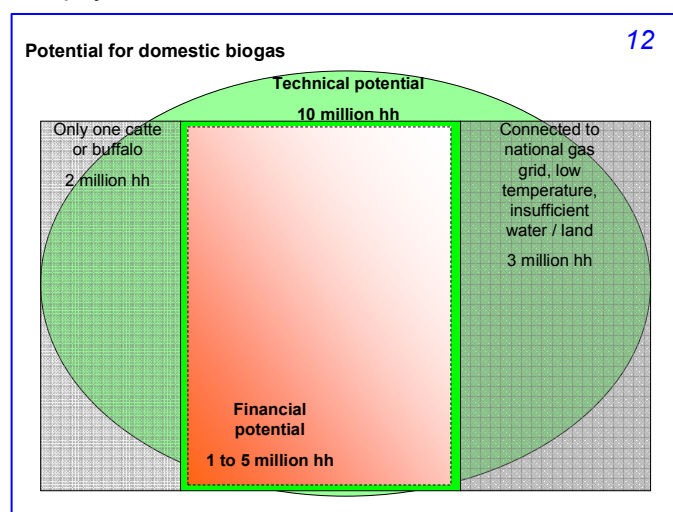 12
Potential for domestic biogas
Technical potential
10 million hh
Only one catte
or buffalo
2 million hh
Connected to
national gas
grid, low
temperature,
insufficient
water / land
3 million hh
Financial
potential
1 to 5 million hh